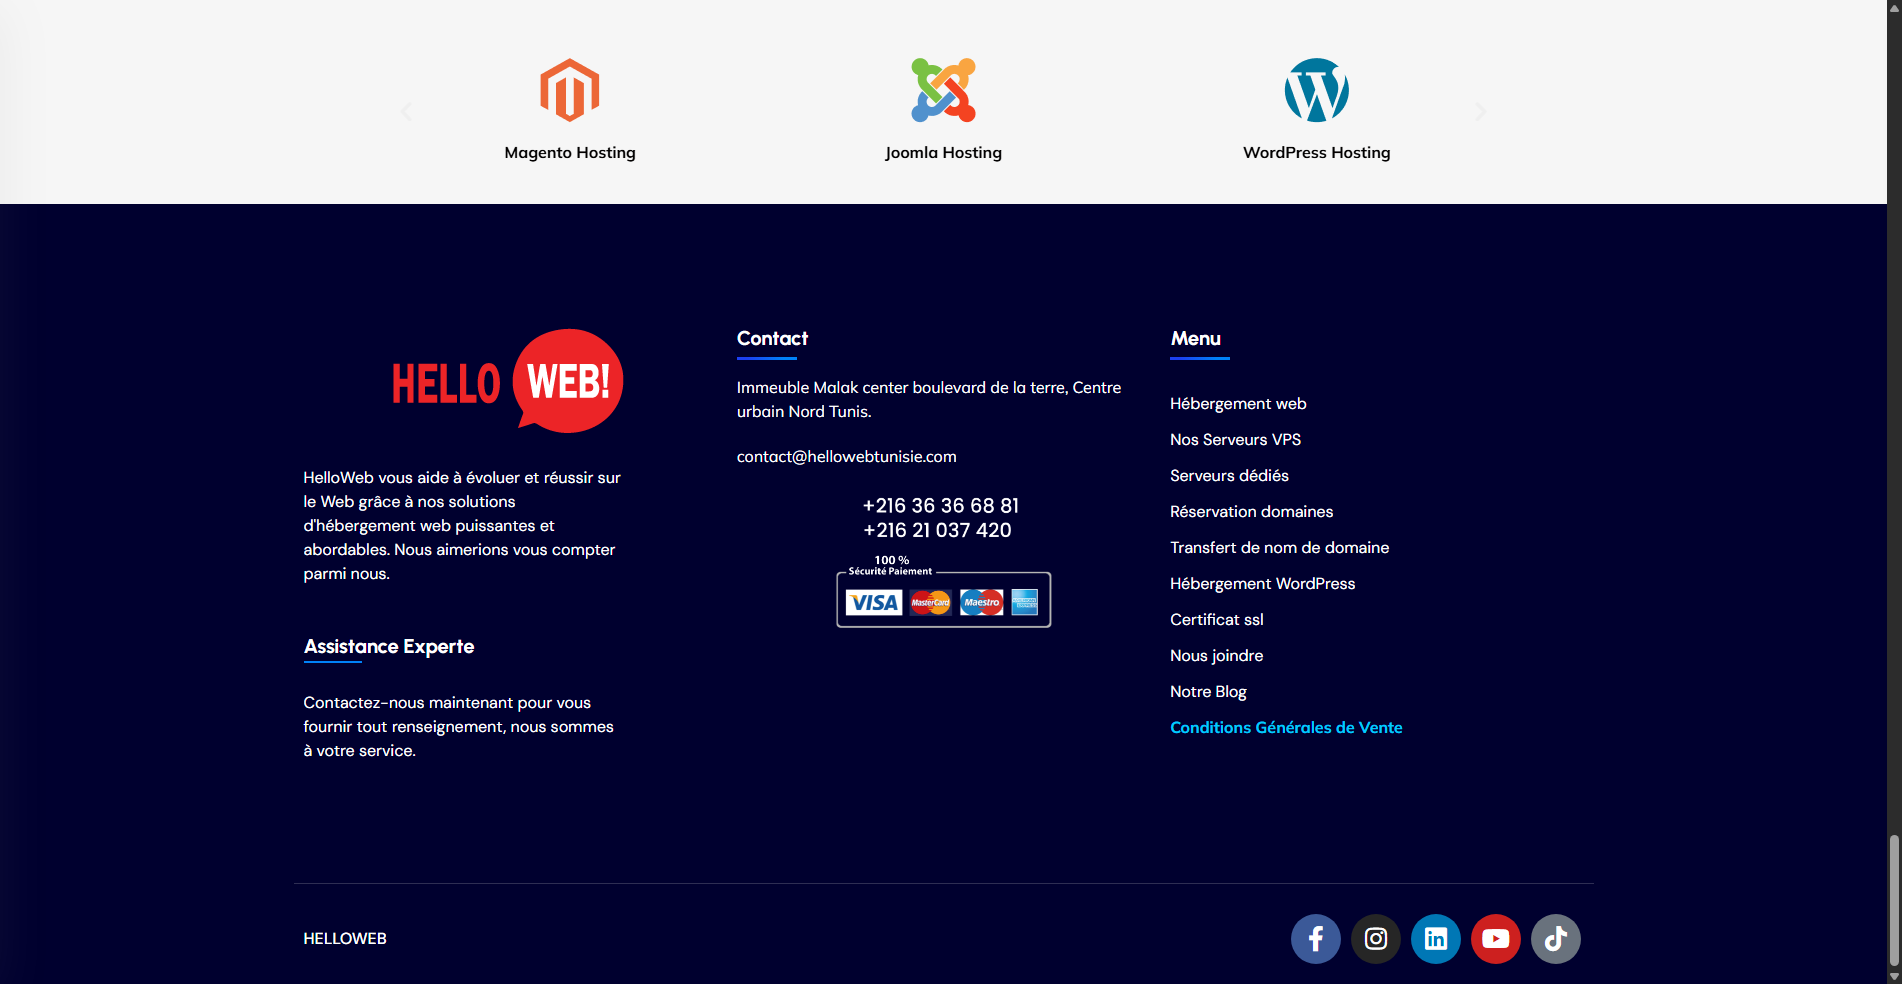 Magento Hosting
Joomla Hosting
WordPress Hosting
HELLO WEB!
HelloWeb vous aide à évoluer et réussir sur
le Web grâce à nos solutions
d'hébergement web puissantes et
abordables. Nous aimerions vous compter
parmi nous.
Assistance Experte
Contactez-nous maintenant pour vous
fournir tout renseignement, nous sommes
à votre service.
Contact
Immeuble Malak center boulevard de la terre, Centre
urbain Nord Tunis.
contact@hellowebtunisie.com
+216 36 36 68 81
+216 21 037 420
100 %
Sécurité Paiement
VISA MasterCard Maestro
Menu
Hébergement web
Nos Serveurs VPS
Serveurs dédiés
Réservation domaines
Transfert de nom de domaine
Hébergement WordPress
Certificat ssl
Nous joindre
Notre Blog
Conditions Générales de Vente
HELLOWEB